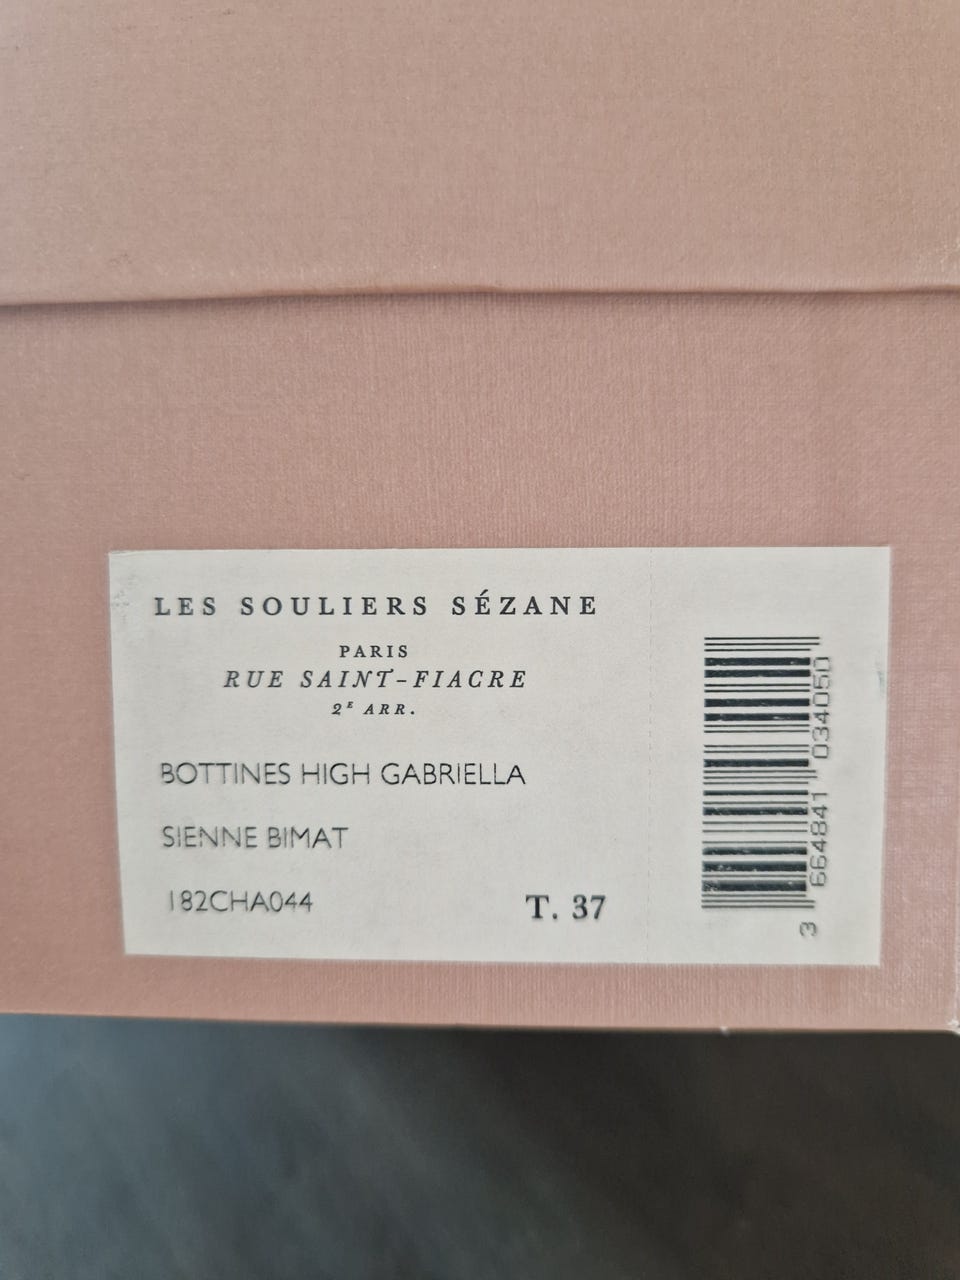 LES SOULIERS SÉZANE
PARIS
RUE SAINT-FIACRE
2E ARR.
BOTTINES HIGH GABRIELLA
SIENNE BIMAT
182CHA044
T. 37
3 664841 034050